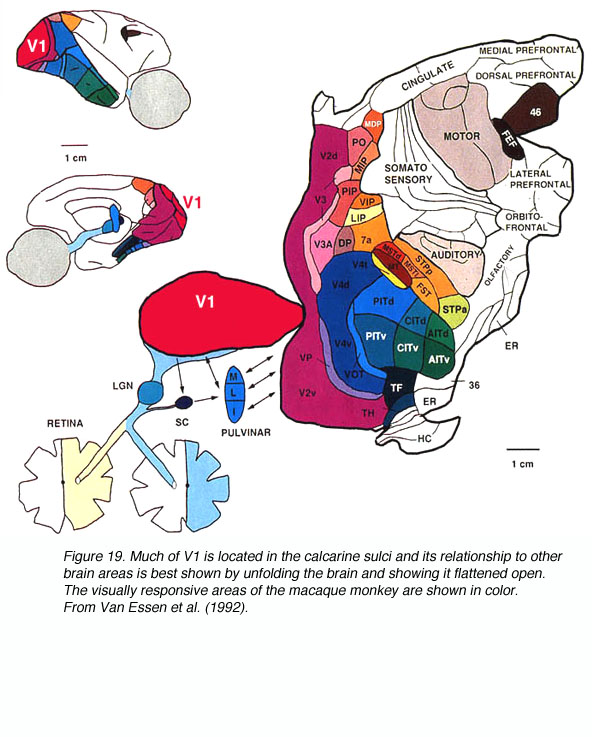 V1
1 cm
V1
MEDIAL PREFRONTAL
CINGULATE
DORSAL PREFRONTAL
46
MDP
MOTOR
FEF
V2d
PO
MIP
SOMATO
SENSORY
LATERAL
PREFRONTAL
V3
PIP
VIP
LIP
ORBITO-
FRONTAL
V3A
DP
7a
AUDITORY
OLFACTORY
MSTd
MSTl
STPp
V4t
MT
FST
V4d
PITd
STPa
V1
CITd
AITd
PITv
CITv
AITv
V4v
ER
VP
VOT
LGN
M
L
I
TF
36
V2v
ER
SC
PULVINAR
TH
RETINA
HC
1 cm
Figure 19. Much of V1 is located in the calcarine sulci and its relationship to other
brain areas is best shown by unfolding the brain and showing it flattened open.
The visually responsive areas of the macaque monkey are shown in color.
From Van Essen et al. (1992).